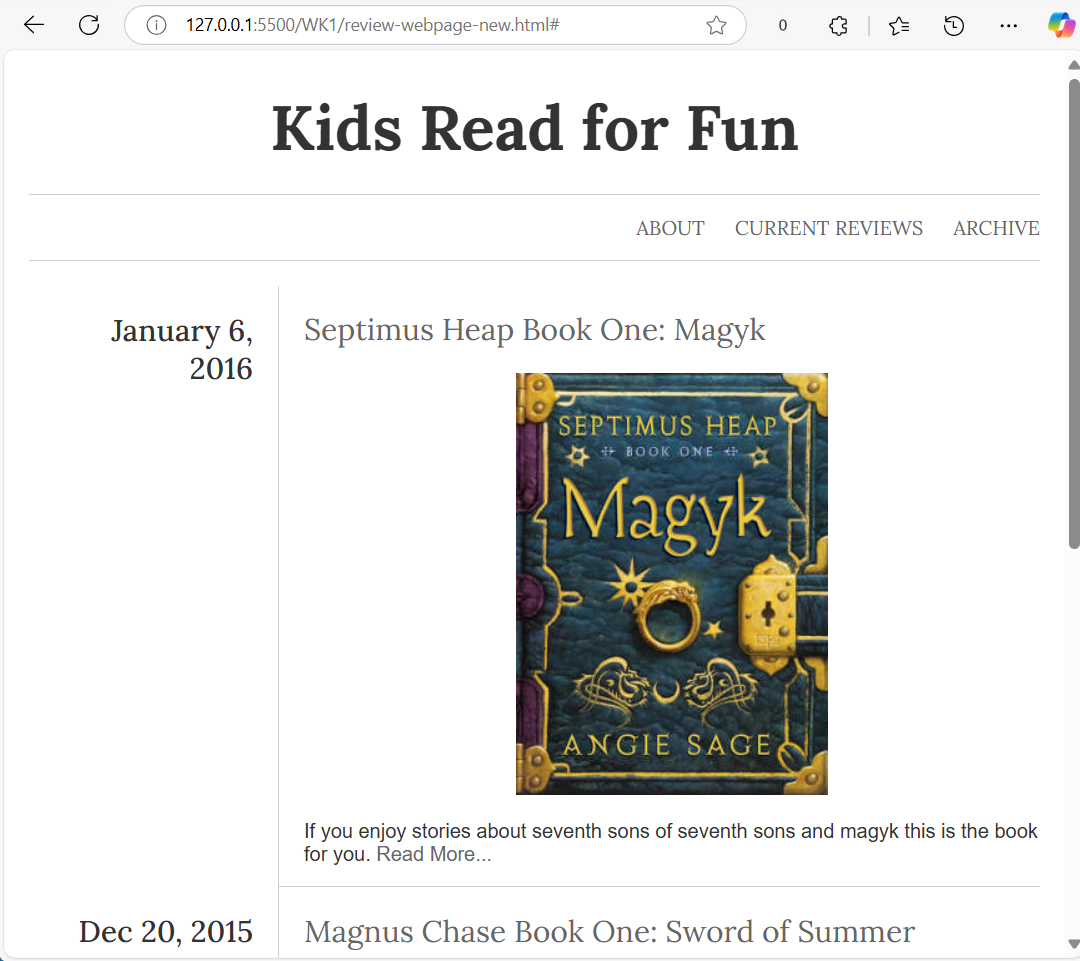 127.0.0.1:5500/WK1/review-webpage-new.html#
0
Kids Read for Fun
ABOUT CURRENT REVIEWS ARCHIVE
January 6,
2016
Septimus Heap Book One: Magyk
SEPTIMUS HEAP
BOOK ONE
Magyk
ANGIE SAGE
If you enjoy stories about seventh sons of seventh sons and magyk this is the book
for you. Read More...
Dec 20, 2015
Magnus Chase Book One: Sword of Summer